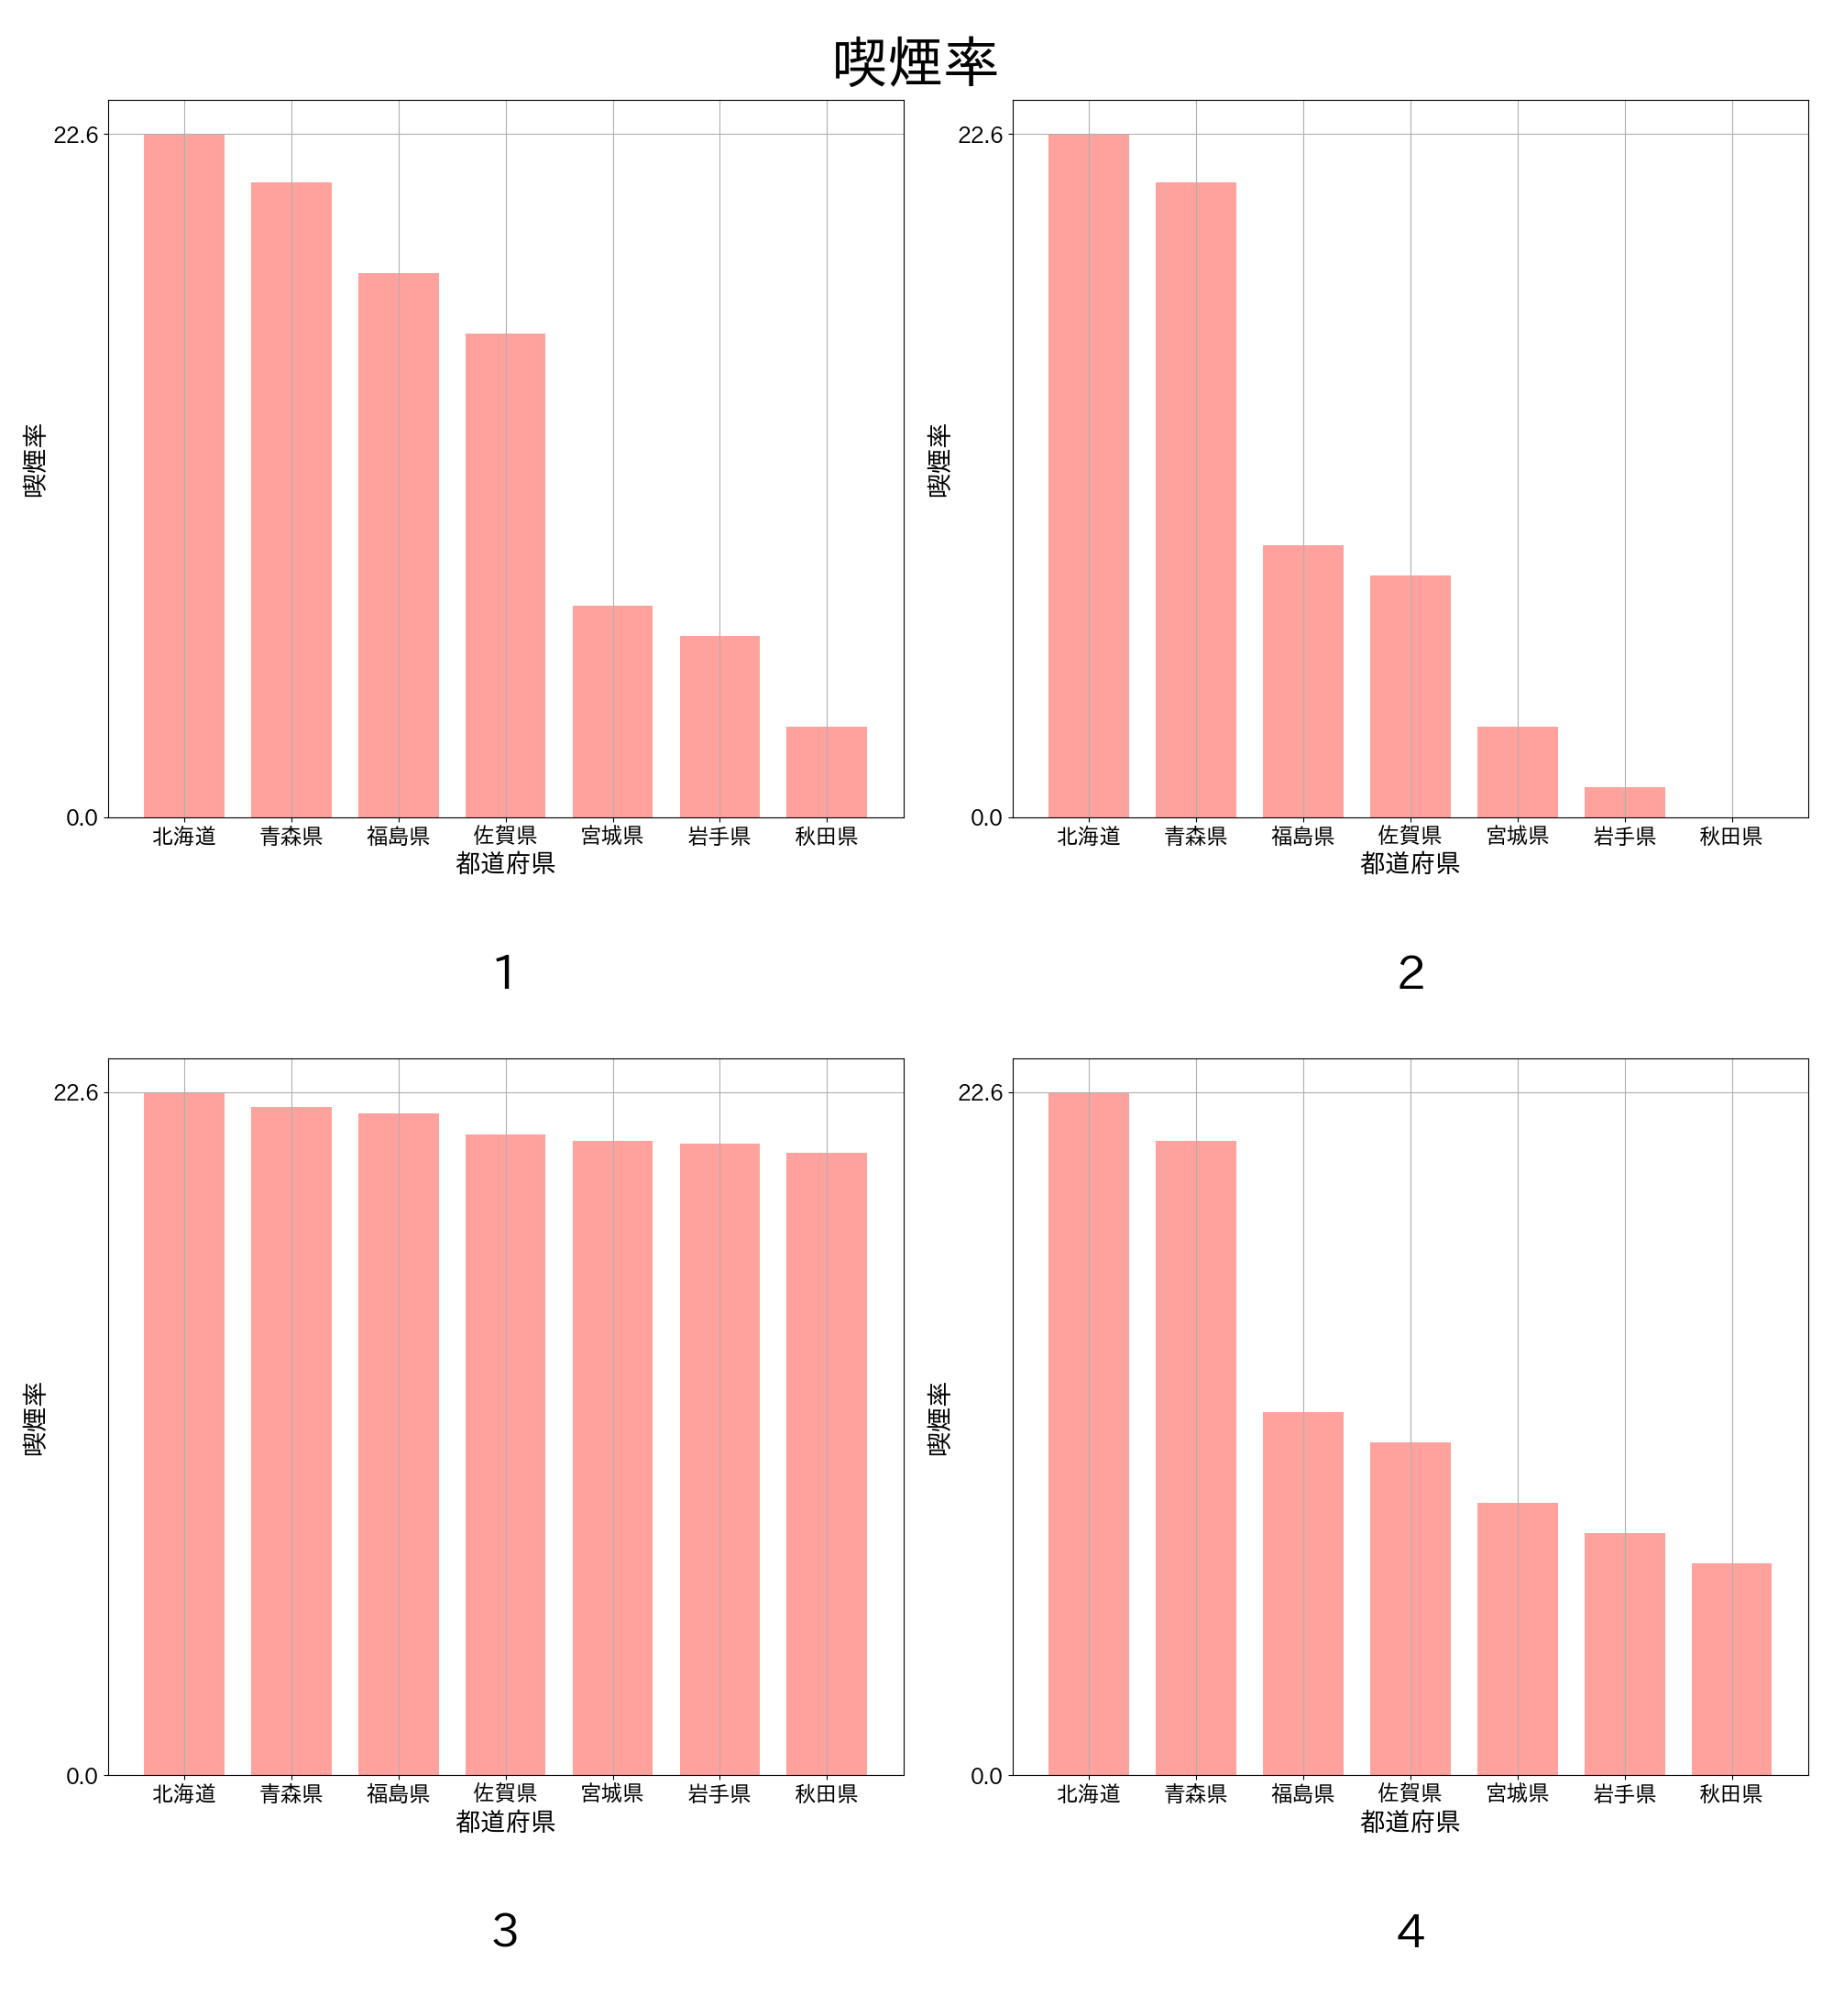 喫煙率
22.6
喫煙率
0.0
北海道 青森県 福島県 佐賀県 宮城県 岩手県 秋田県
都道府県
1
22.6
喫煙率
0.0
北海道 青森県 福島県 佐賀県 宮城県 岩手県 秋田県
都道府県
2
22.6
喫煙率
0.0
北海道 青森県 福島県 佐賀県 宮城県 岩手県 秋田県
都道府県
3
22.6
喫煙率
0.0
北海道 青森県 福島県 佐賀県 宮城県 岩手県 秋田県
都道府県
4